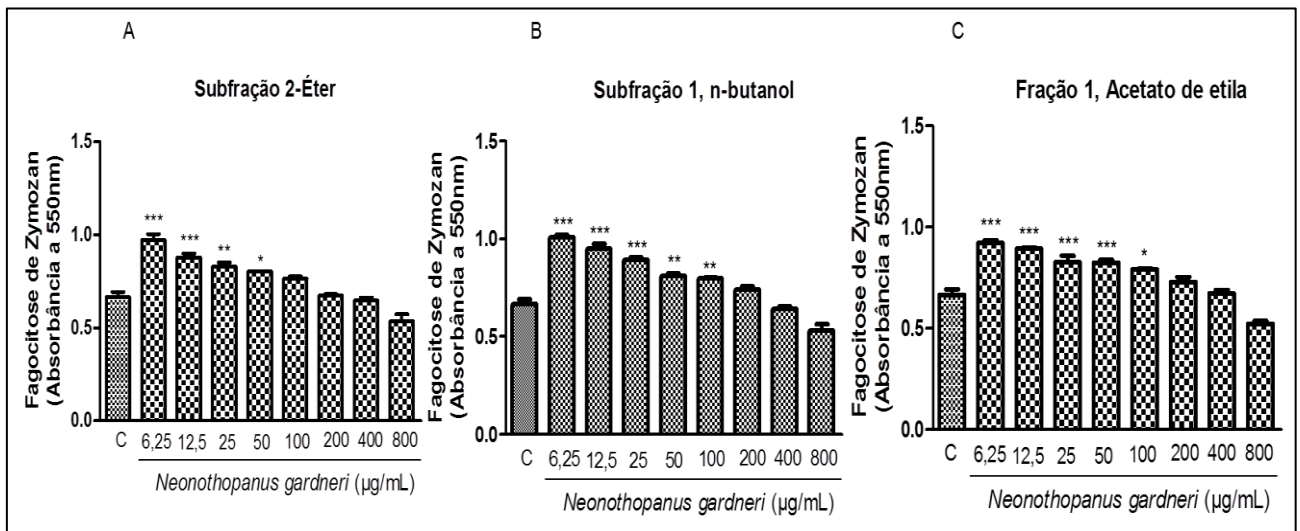 A
Subfração 2-Éter
Fagocitose de Zymozan
(Absorbância a 550nm)
1.5
1.0
0.5
0.0
***
***
**
*
C 6,25 12,5 25 50 100 200 400 800
Neonothopanus gardneri (µg/mL)
B
Subfração 1, n-butanol
Fagocitose de Zymozan
(Absorbância a 550nm)
1.5
1.0
0.5
0.0
***
***
***
**
**
C 6,25 12,5 25 50 100 200 400 800
Neonothopanus gardneri (µg/mL)
C
Fração 1, Acetato de etila
Fagocitose de Zymozan
(Absorbância a 550nm)
1.5
1.0
0.5
0.0
***
***
***
***
*
C 6,25 12,5 25 50 100 200 400 800
Neonothopanus gardneri (µg/mL)